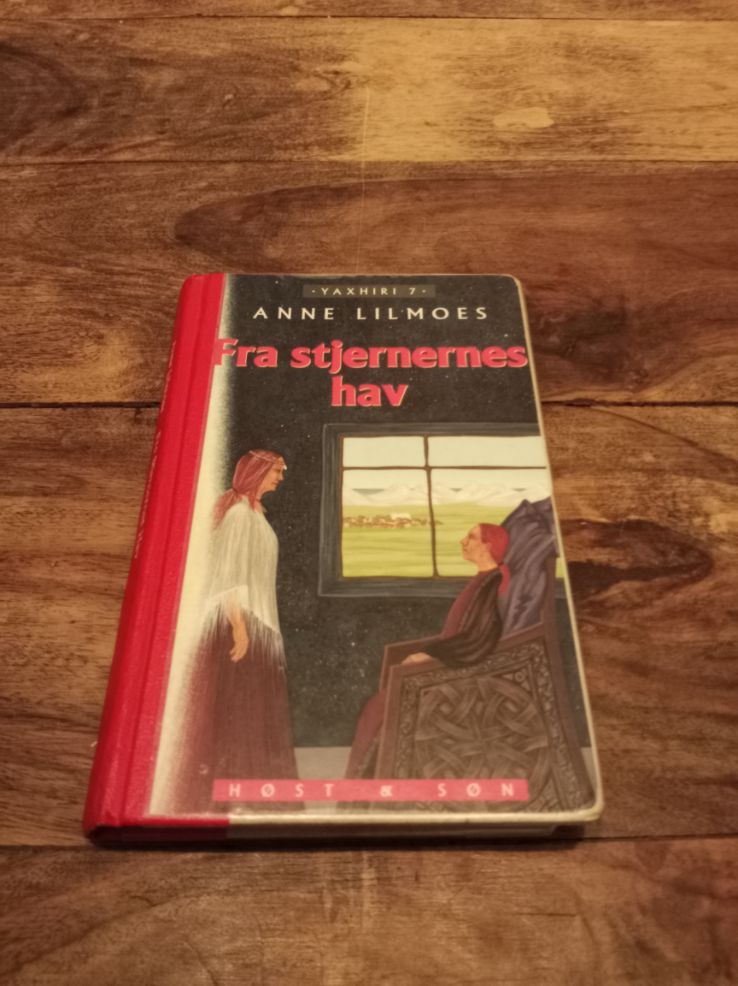 · YAXHIRI 7 ·
ANNE LILMOES
Fra stjernernes
hav
HØST & SØN